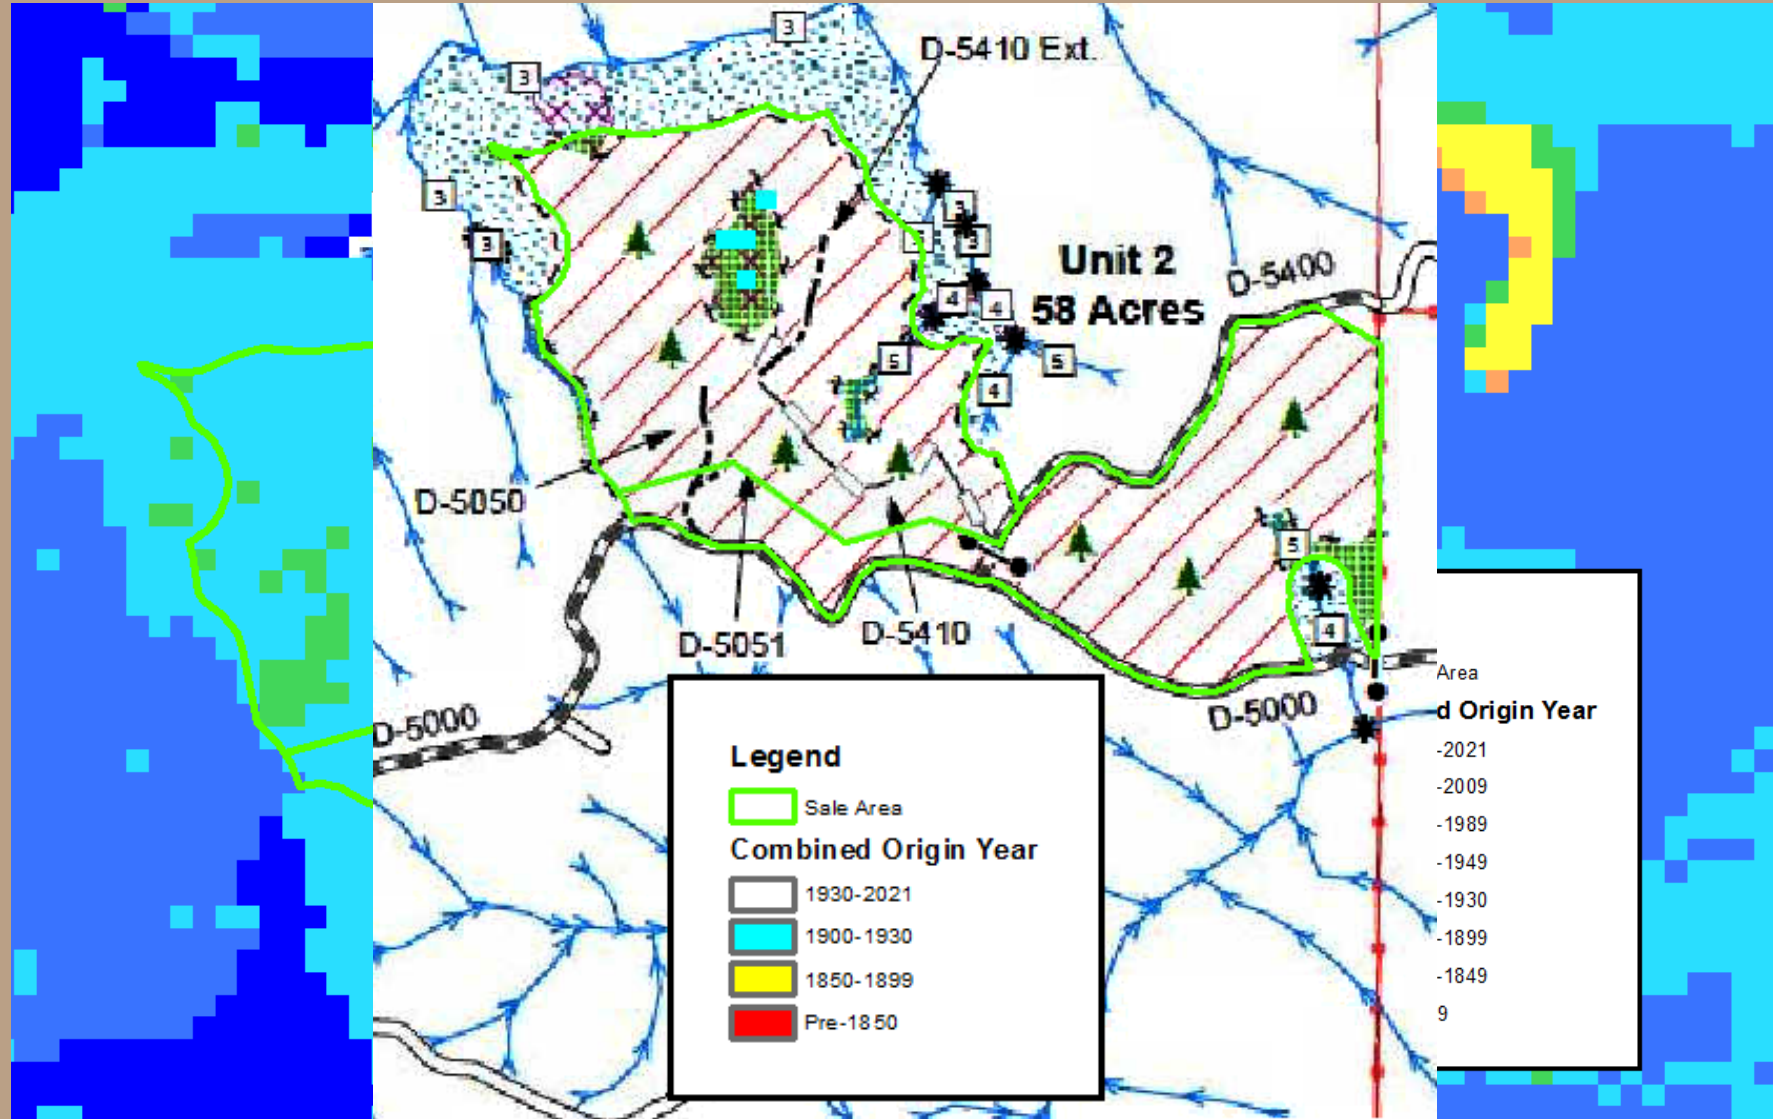 3
D-5410 Ext.
3
3
3
3
3
3
Unit 2
58 Acres
D-5400
4
4
5
5
4
D-5050
5
D-5051
D-5410
4
D-5000
D-5000
Legend
Sale Area
Combined Origin Year
1930-2021
1900-1930
1850-1899
Pre-1850
Area
d Origin Year
-2021
-2009
-1989
-1949
-1930
-1899
-1849
9